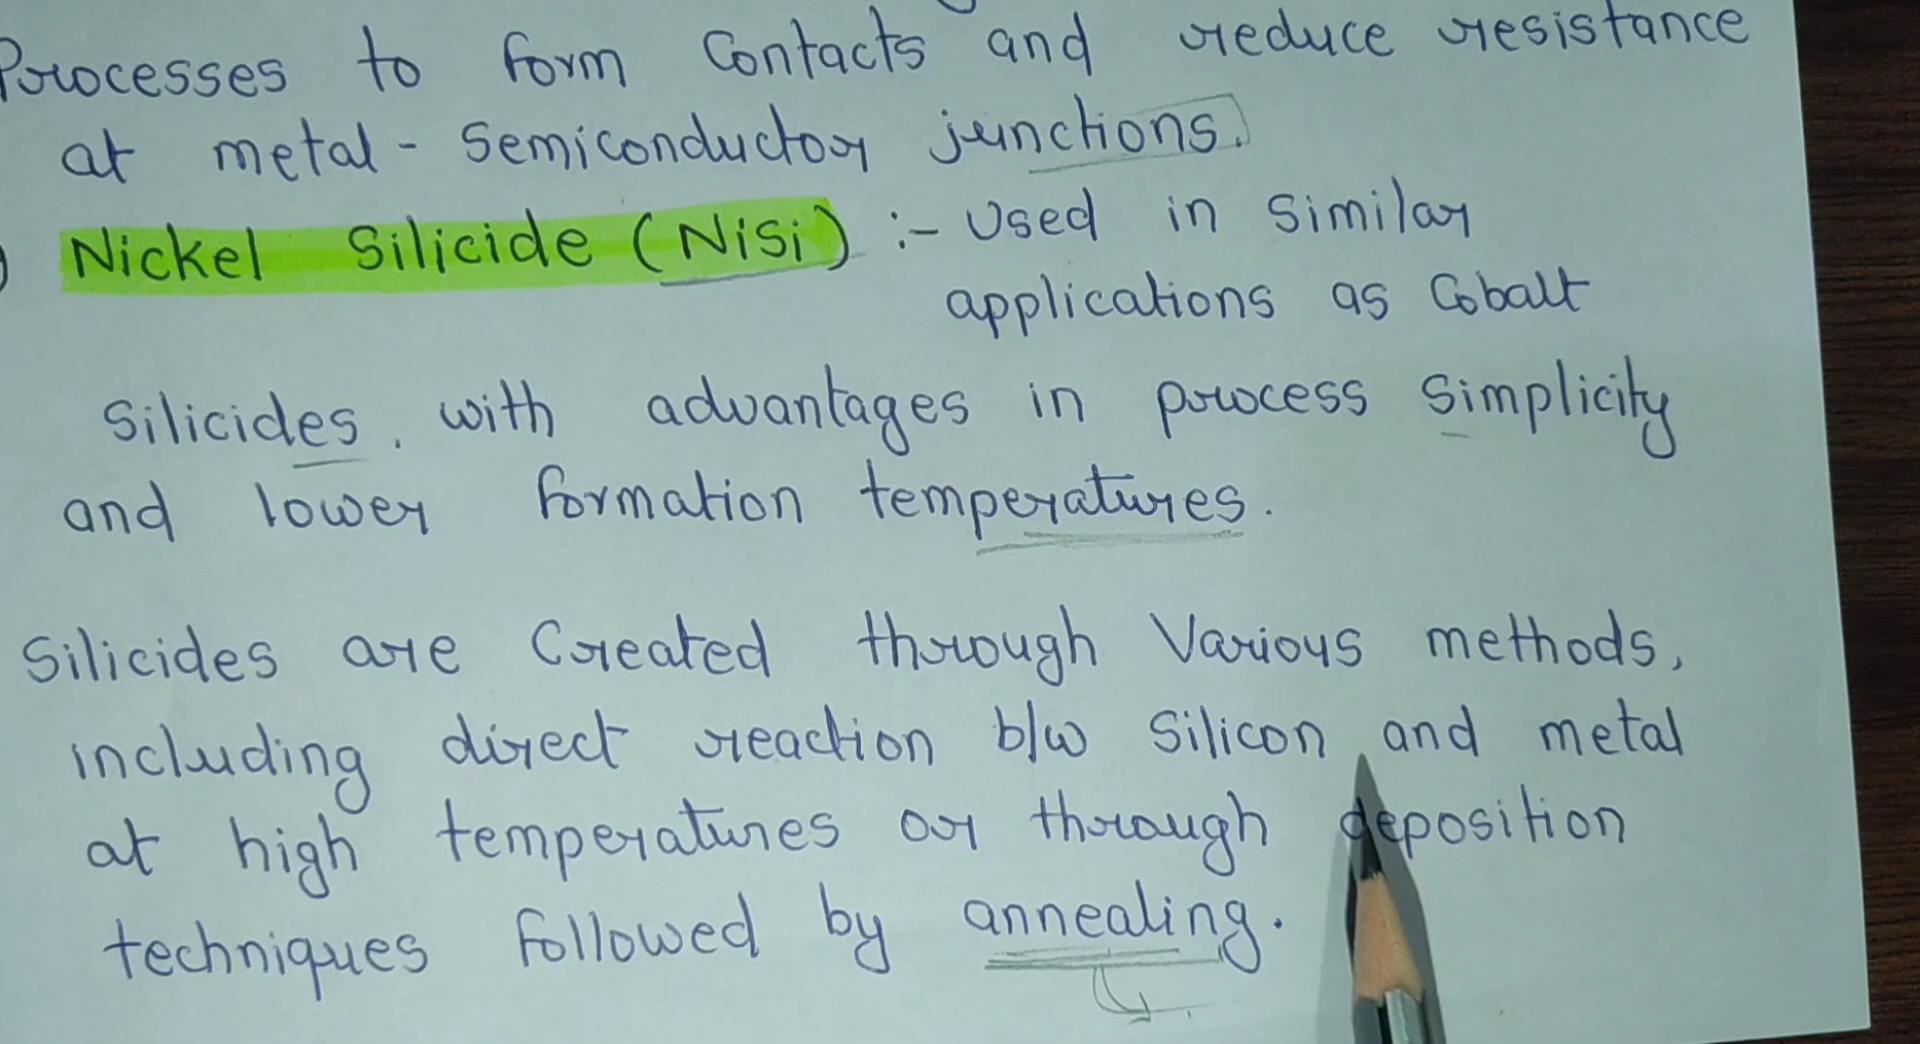 Processes to form Contacts and reduce resistance
at metal - Semiconductor junctions.
Nickel Silicide (NiSi) :- Used in Similar
applications as Cobalt
Silicides, with advantages in process Simplicity
and lower formation temperatures.
Silicides are Created through Various methods,
including direct reaction b/w Silicon and metal
at high temperatures or through deposition
techniques followed by annealing.